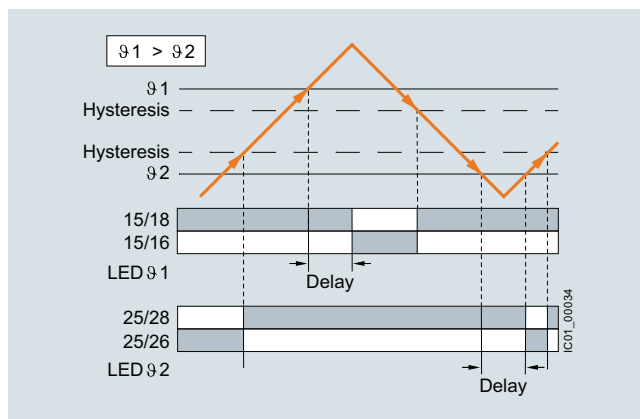 ϑ1 > ϑ2
ϑ1
Hysteresis
Hysteresis
ϑ2
15/18
15/16
LED ϑ1
Delay
25/28
25/26
LED ϑ2
Delay
IC01_00034